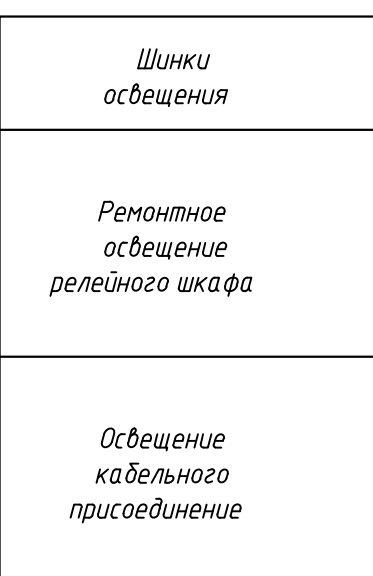 Шинки
освещения
Ремонтное
освещение
релейного шкафа
Освещение
кабельного
присоединение